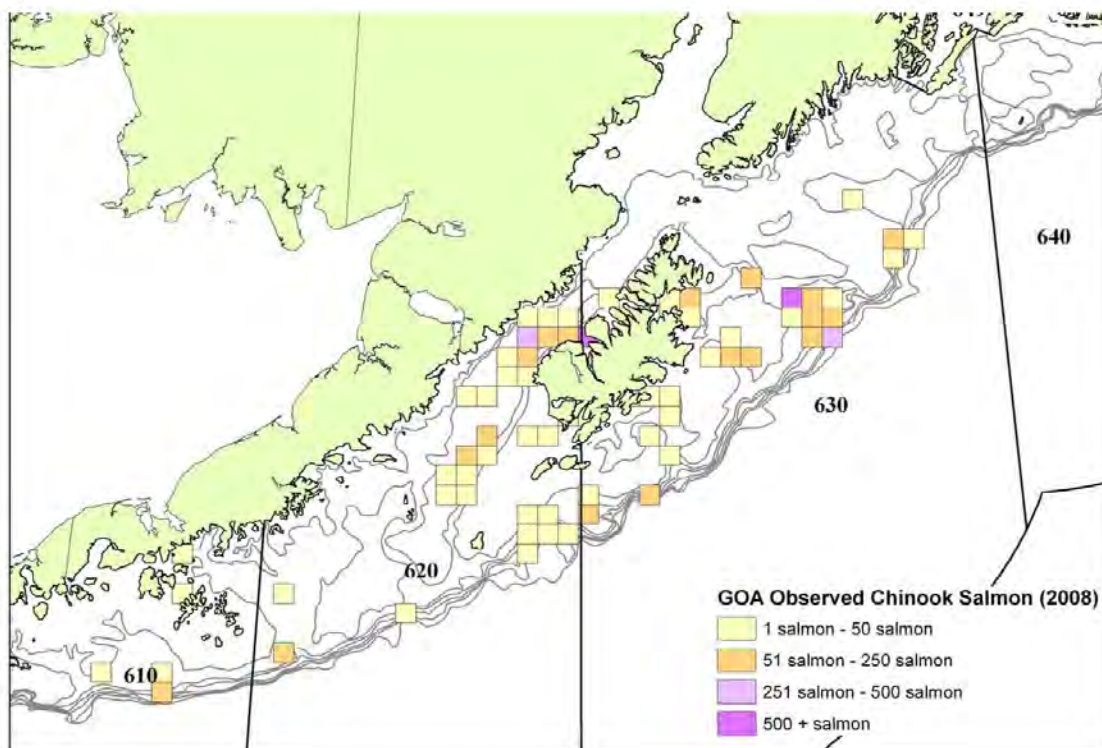 640
630
620
610
GOA Observed Chinook Salmon (2008)
1 salmon - 50 salmon
51 salmon - 250 salmon
251 salmon - 500 salmon
500 + salmon